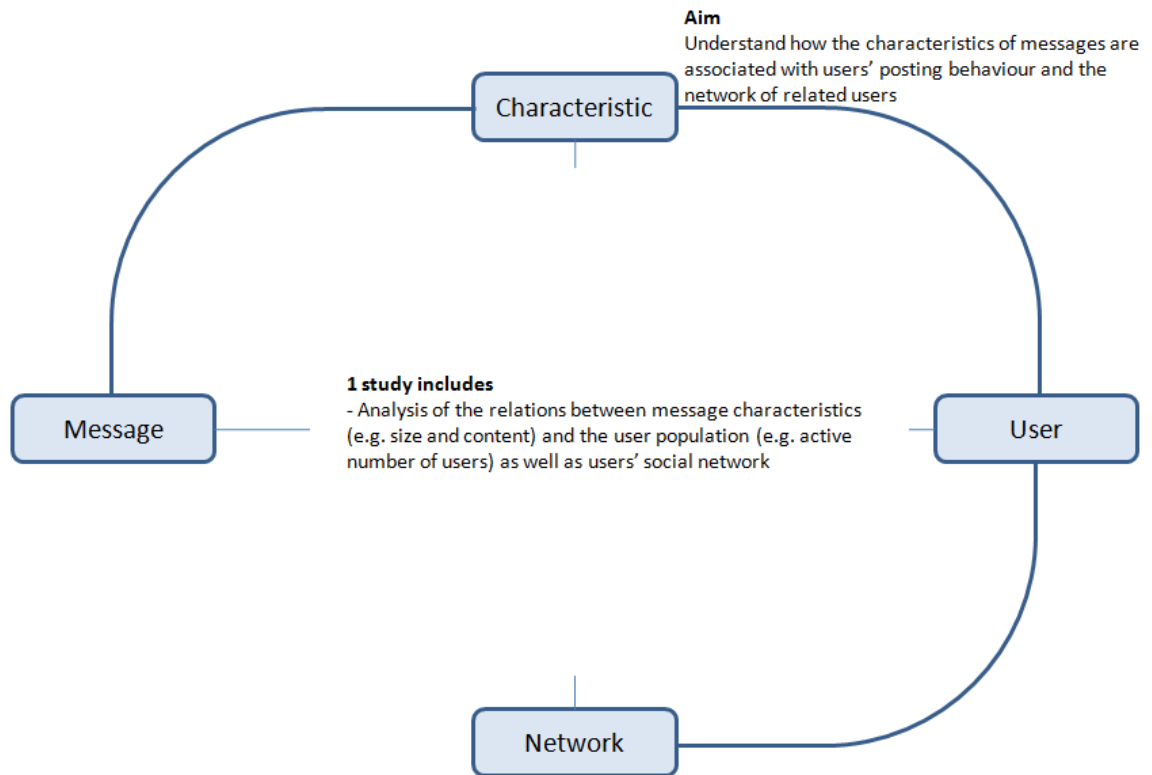 Aim
Understand how the characteristics of messages are
associated with users’ posting behaviour and the
network of related users
Characteristic
1 study includes
- Analysis of the relations between message characteristics
(e.g. size and content) and the user population (e.g. active
number of users) as well as users’ social network
Message
User
Network